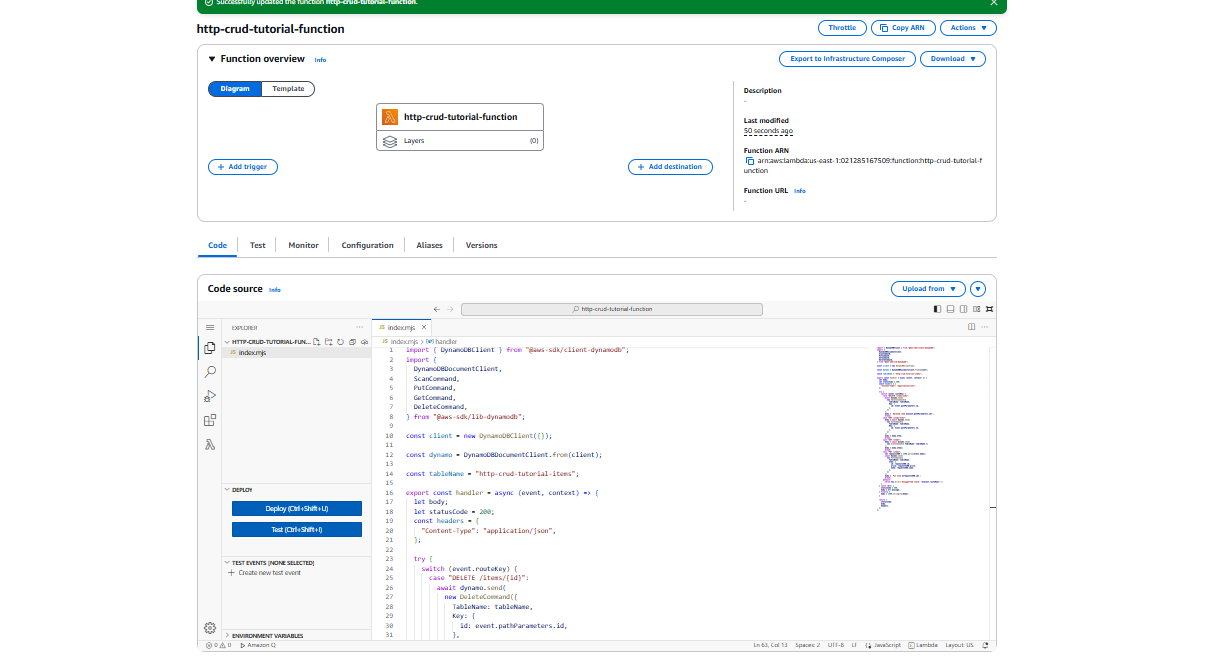 Successfully updated the function http-crud-tutorial-function.
http-crud-tutorial-function
Throttle
Copy ARN
Actions
Function overview Info
Export to Infrastructure Composer
Download
Diagram
Template
http-crud-tutorial-function
Layers
(0)
+ Add trigger
+ Add destination
Description
-
Last modified
50 seconds ago
Function ARN
arn:aws:lambda:us-east-1:021285167509:function:http-crud-tutorial-f
unction
Function URL Info
-
Code
Test
Monitor
Configuration
Aliases
Versions
Code source Info
Upload from
http-crud-tutorial-function
EXPLORER
HTTP-CRUD-TUTORIAL-FUN...
JS index.mjs
DEPLOY
Deploy (Ctrl+Shift+U)
Test (Ctrl+Shift+I)
TEST EVENTS [NONE SELECTED]
+ Create new test event
ENVIRONMENT VARIABLES
JS index.mjs
JS index.mjs > handler
1 import { DynamoDBClient } from "@aws-sdk/client-dynamodb";
2 import {
3 DynamoDBDocumentClient,
4 ScanCommand,
5 PutCommand,
6 GetCommand,
7 DeleteCommand,
8 } from "@aws-sdk/lib-dynamodb";
9
10 const client = new DynamoDBClient({});
11
12 const dynamo = DynamoDBDocumentClient.from(client);
13
14 const tableName = "http-crud-tutorial-items";
15
16 export const handler = async (event, context) => {
17 let body;
18 let statusCode = 200;
19 const headers = {
20 "Content-Type": "application/json",
21 };
22
23 try {
24 switch (event.routeKey) {
25 case "DELETE /items/{id}":
26 await dynamo.send(
27 new DeleteCommand({
28 TableName: tableName,
29 Key: {
30 id: event.pathParameters.id,
31 },
0 0
Amazon Q
Ln 63, Col 13
Spaces: 2
UTF-8
LF
JavaScript
Lambda
Layout: US